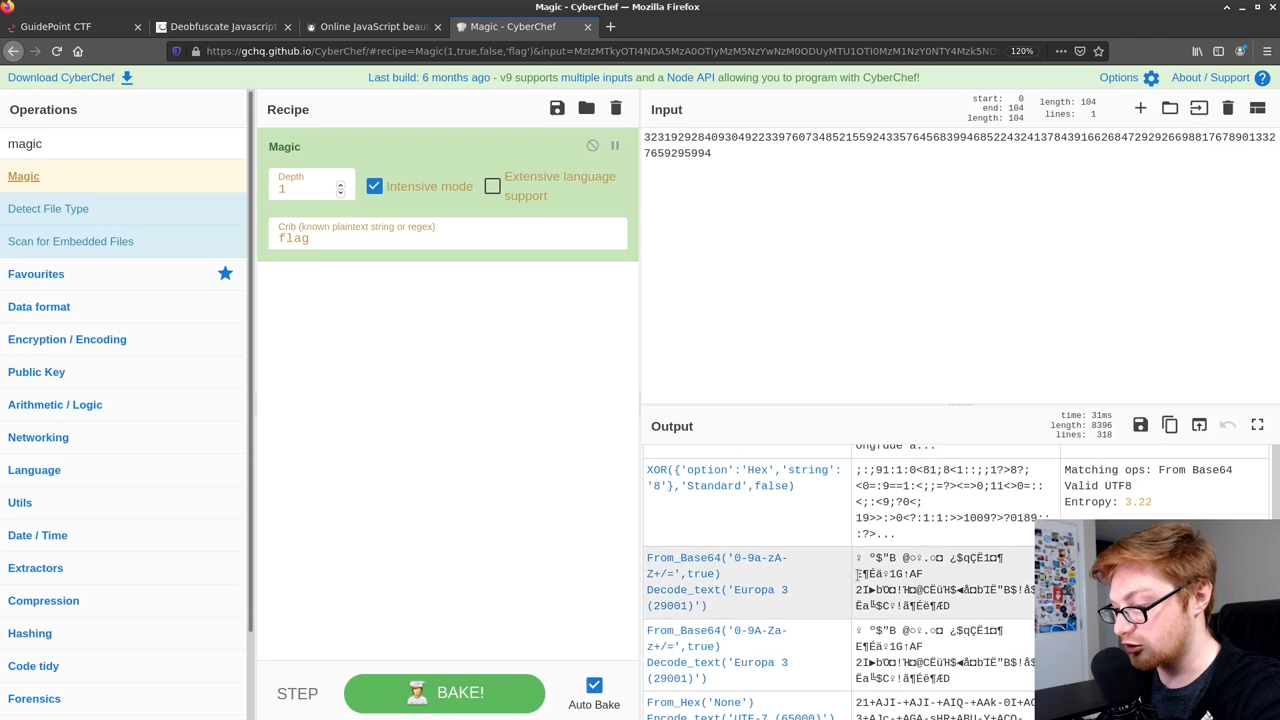 Magic - CyberChef — Mozilla Firefox
GuidePoint CTF
Deobfuscate Javascript
Online JavaScript beau
Magic - CyberChef
https://gchq.github.io/CyberChef/#recipe=Magic(1,true,false,'flag')&input=
120%
Download CyberChef
Last build: 6 months ago - v9 supports multiple inputs and a Node API allowing you to program with CyberChef!
Options
About / Support
Operations
magic
Magic
Detect File Type
Scan for Embedded Files
Favourites
Data format
Encryption / Encoding
Public Key
Arithmetic / Logic
Networking
Language
Utils
Date / Time
Extractors
Compression
Hashing
Code tidy
Forensics
Recipe
Magic
Depth
1
Intensive mode
Extensive language
support
Crib (known plaintext string or regex)
flag
STEP
BAKE!
Auto Bake
Input
start: 0
end: 104
length: 104
length: 104
lines: 1
3231929284093049223397607348521559243357645683994685224324137843916626847292926698817678901332
7659295994
Output
time: 31ms
length: 8396
lines: 318
XOR({'option':'Hex','string':
'8'},'Standard',false)
Matching ops: From Base64
Valid UTF8
Entropy: 3.22
From_Base64('0-9a-zA-
Z+/=',true)
Decode_text('Europa 3
(29001)')
From_Base64('0-9A-Za-
z+/=',true)
Decode_text('Europa 3
(29001)')
From_Hex('None')
Decode_text('UTF-7 (65000)')